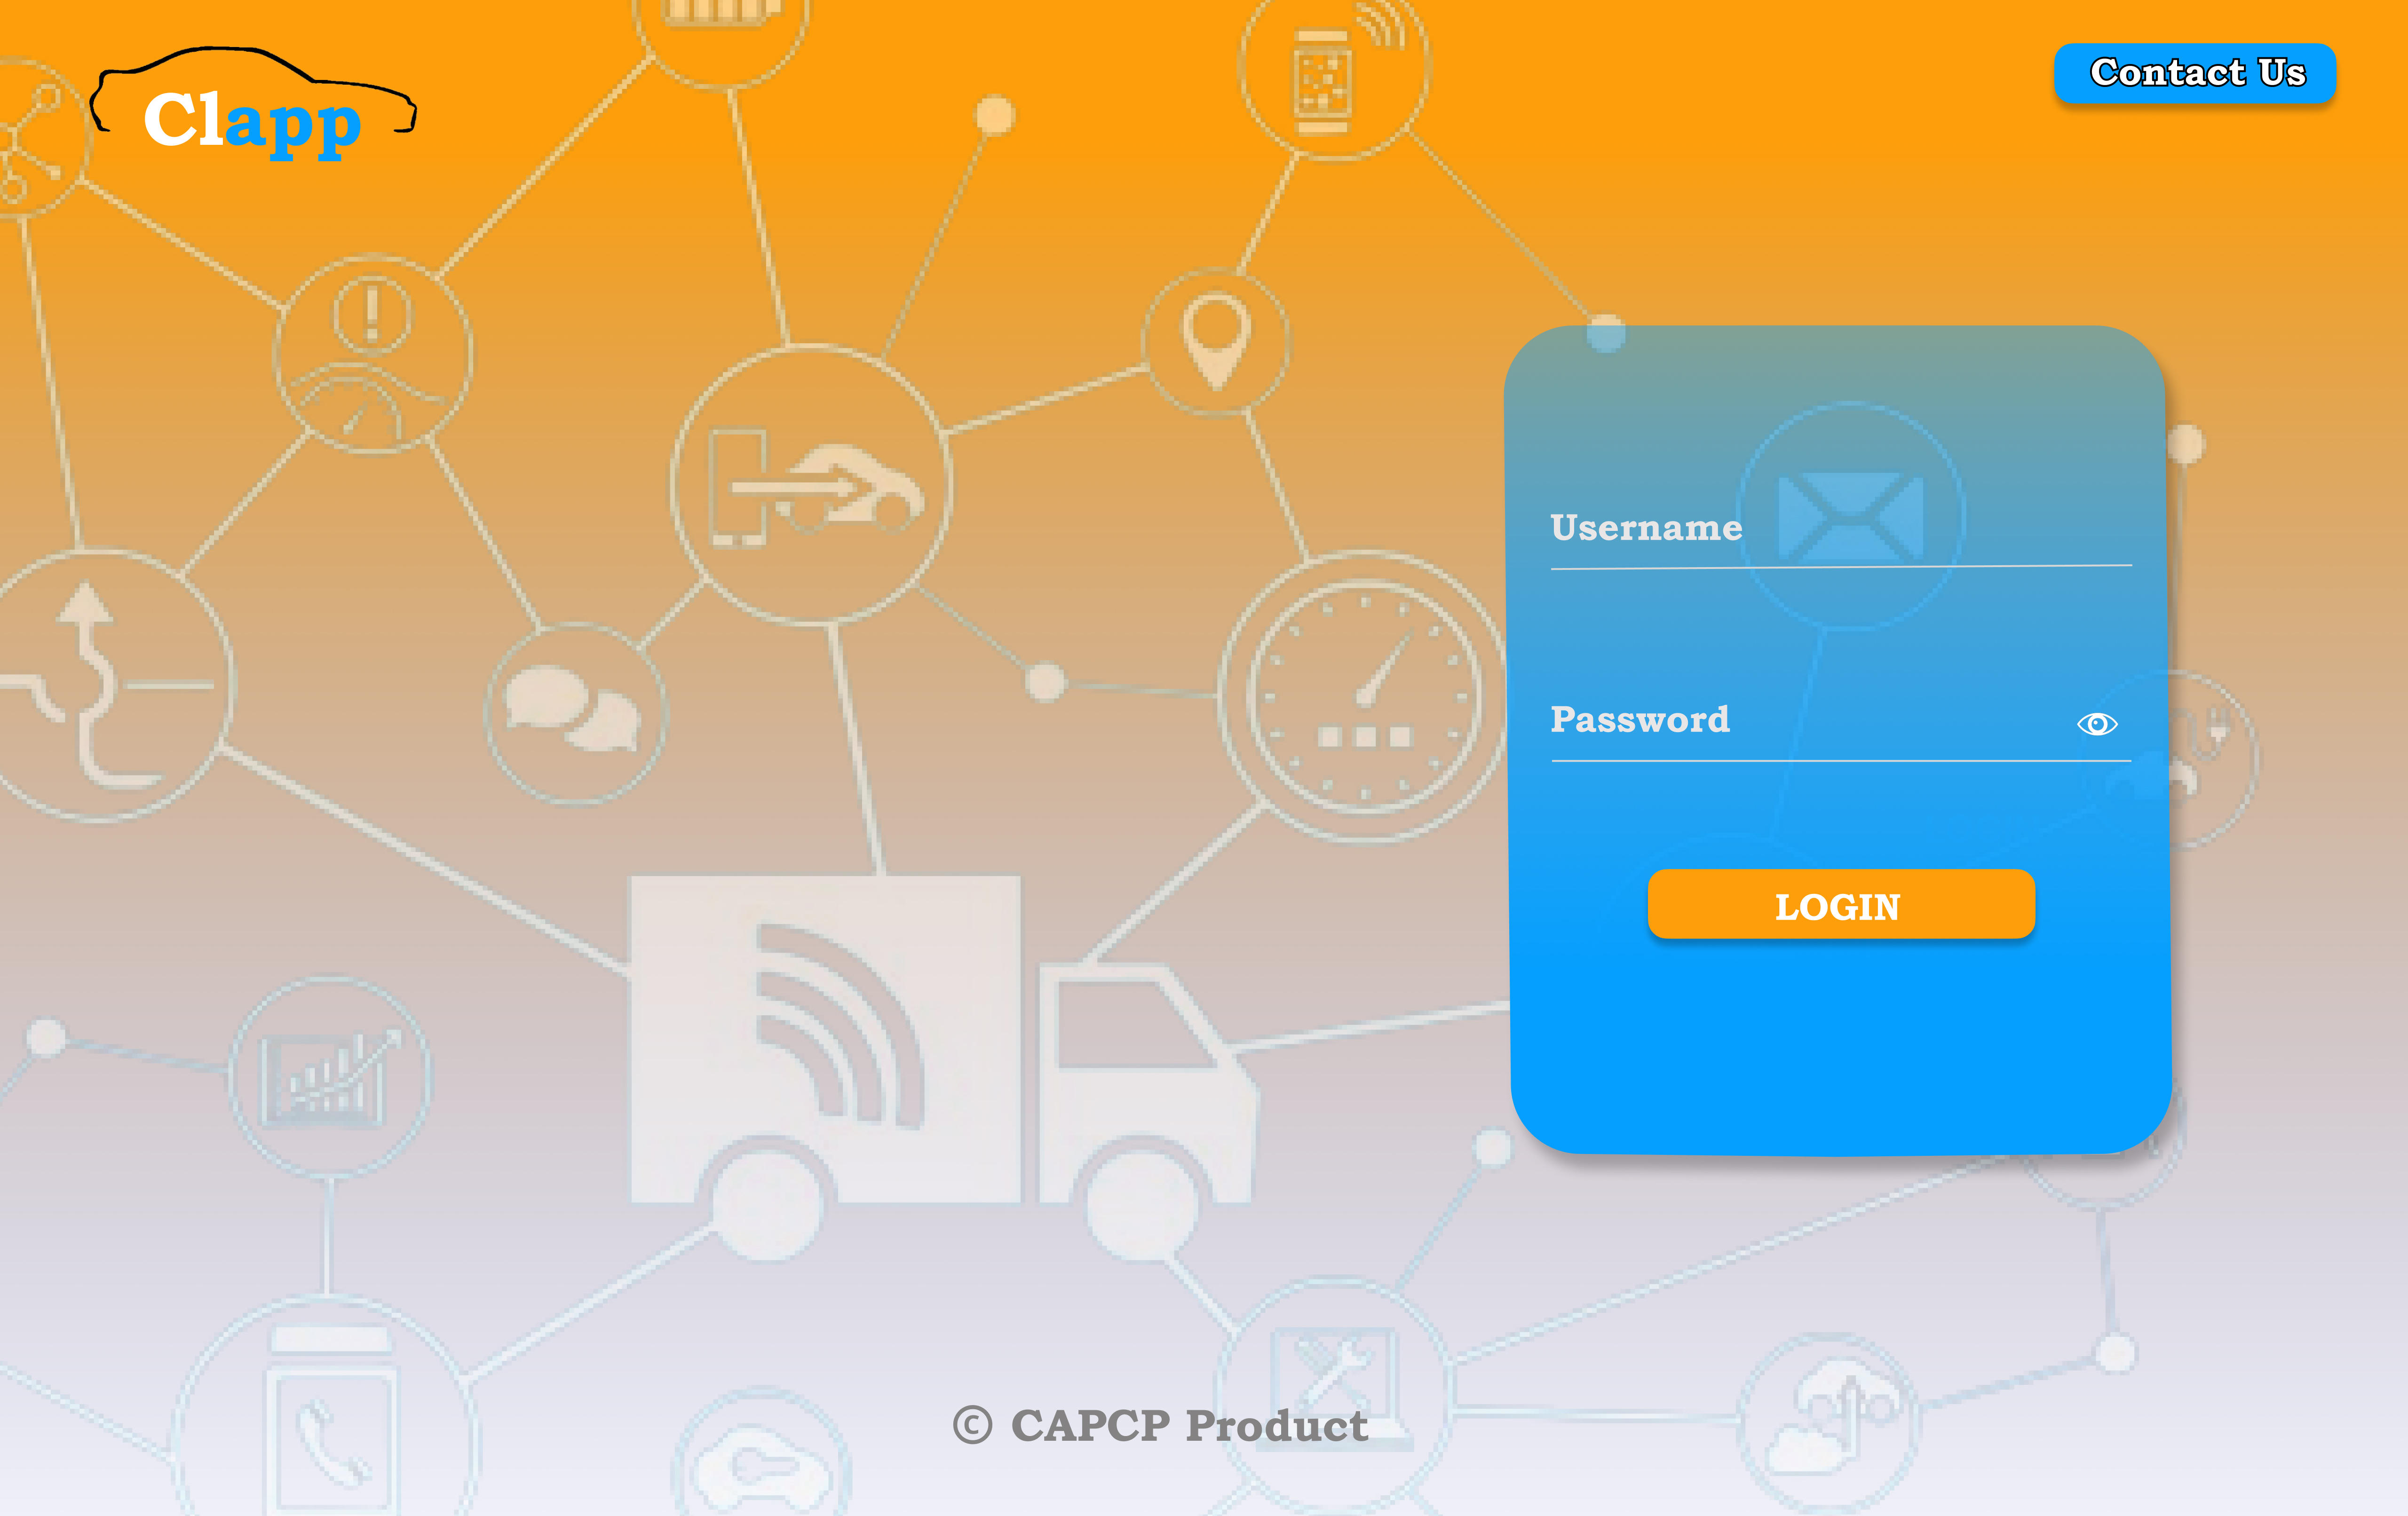 Clapp
Contact Us
Username
Password
LOGIN
© CAPCP Product